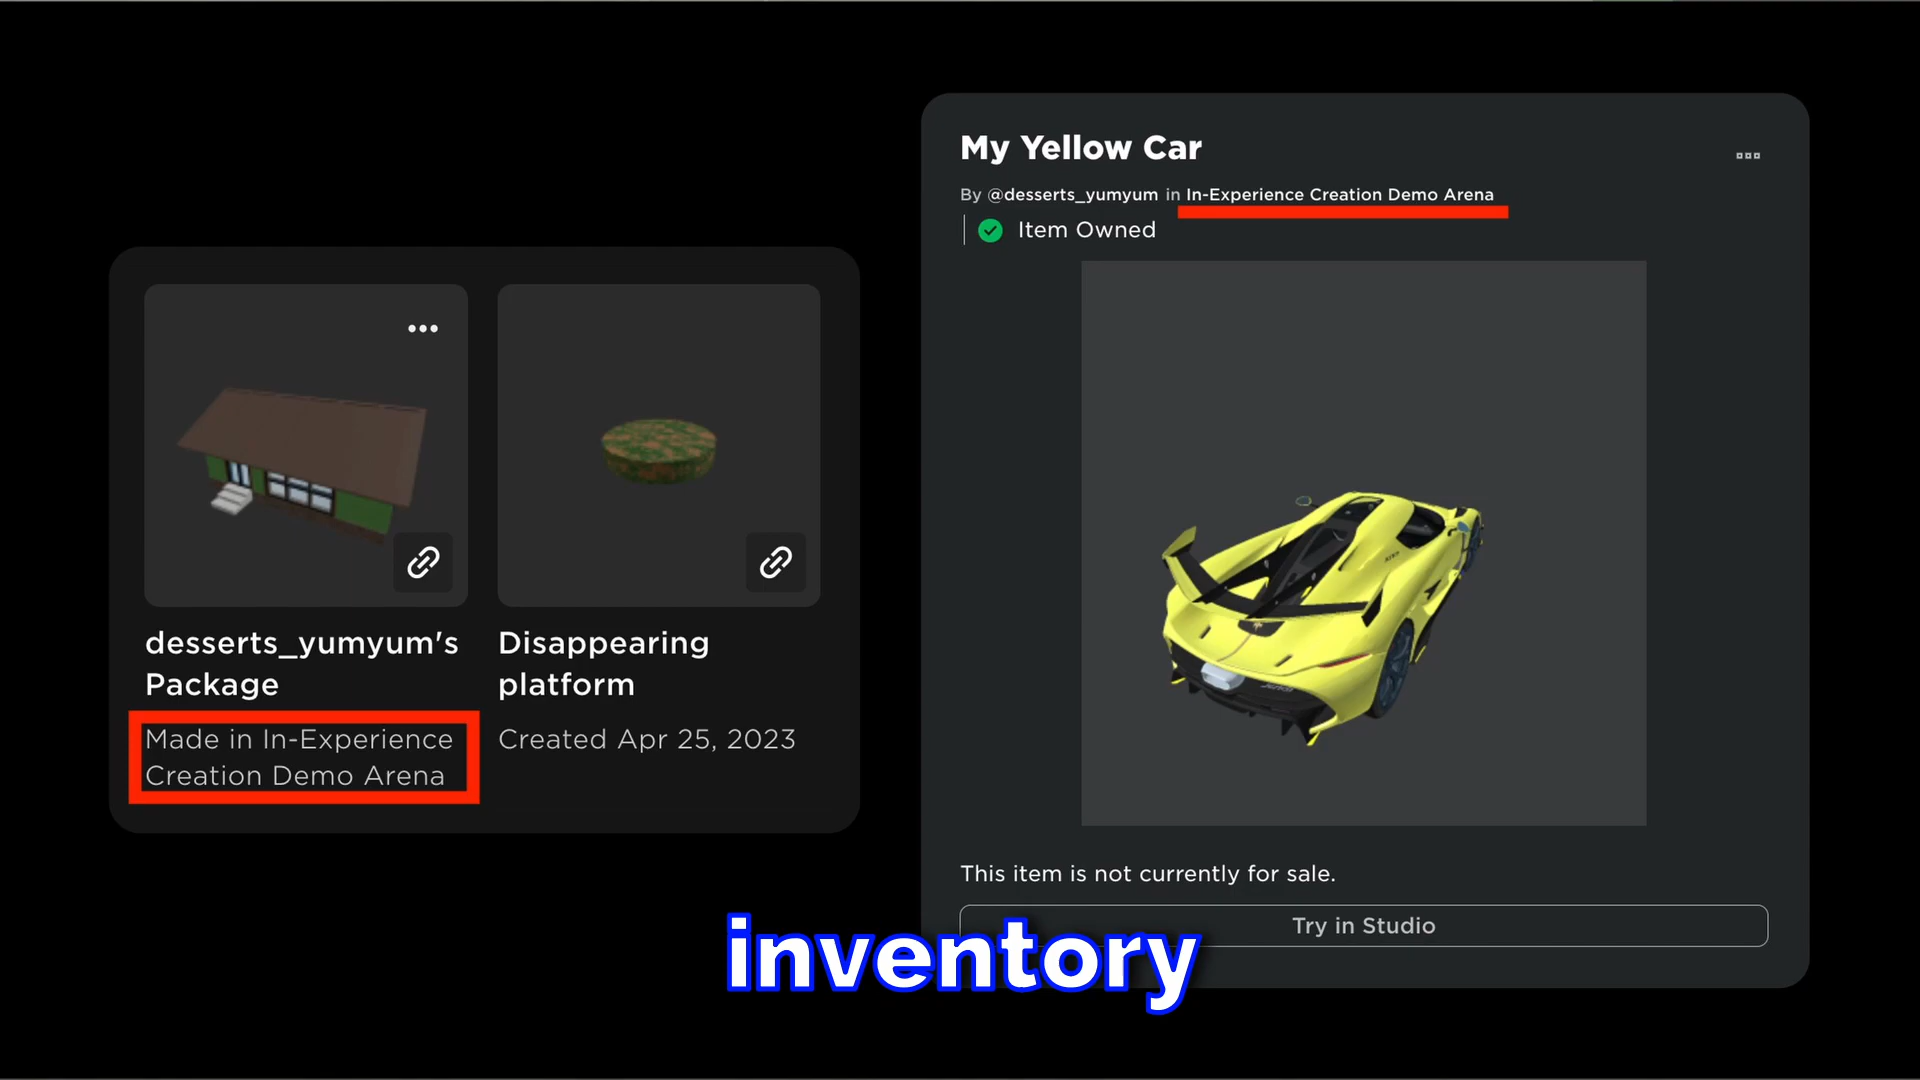 desserts_yumyum's
Package
Made in In-Experience
Creation Demo Arena
Disappearing
platform
Created Apr 25, 2023
My Yellow Car
By @desserts_yumyum in In-Experience Creation Demo Arena
Item Owned
This item is not currently for sale.
Try in Studio
inventory